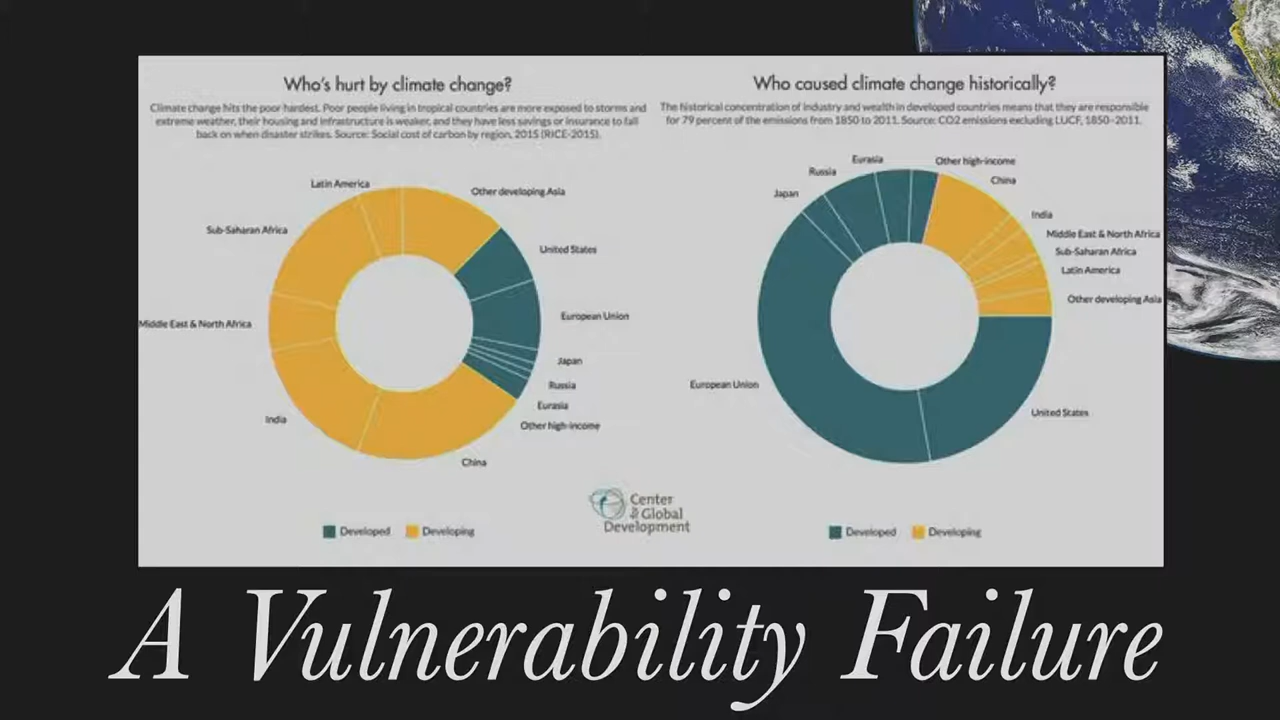 Who's hurt by climate change?
Climate change hits the poor hardest. Poor people living in tropical countries are more exposed to storms and
extreme weather, their housing and infrastructure is weaker, and they have less savings or insurance to fall
back on when disaster strikes. Source: Social cost of carbon by region, 2015 (RICE-2015).
Latin America
Other developing Asia
Sub-Saharan Africa
United States
Middle East & North Africa
European Union
Japan
Russia
Eurasia
Other high-income
India
China
Developed
Developing
Who caused climate change historically?
The historical concentration of industry and wealth in developed countries means that they are responsible
for 79 percent of the emissions from 1850 to 2011. Source: CO2 emissions excluding LUCF, 1850-2011.
Eurasia
Other high-income
Russia
China
Japan
India
Middle East & North Africa
Sub-Saharan Africa
Latin America
Other developing Asia
European Union
United States
Developed
Developing
Center
for Global
Development
A Vulnerability Failure